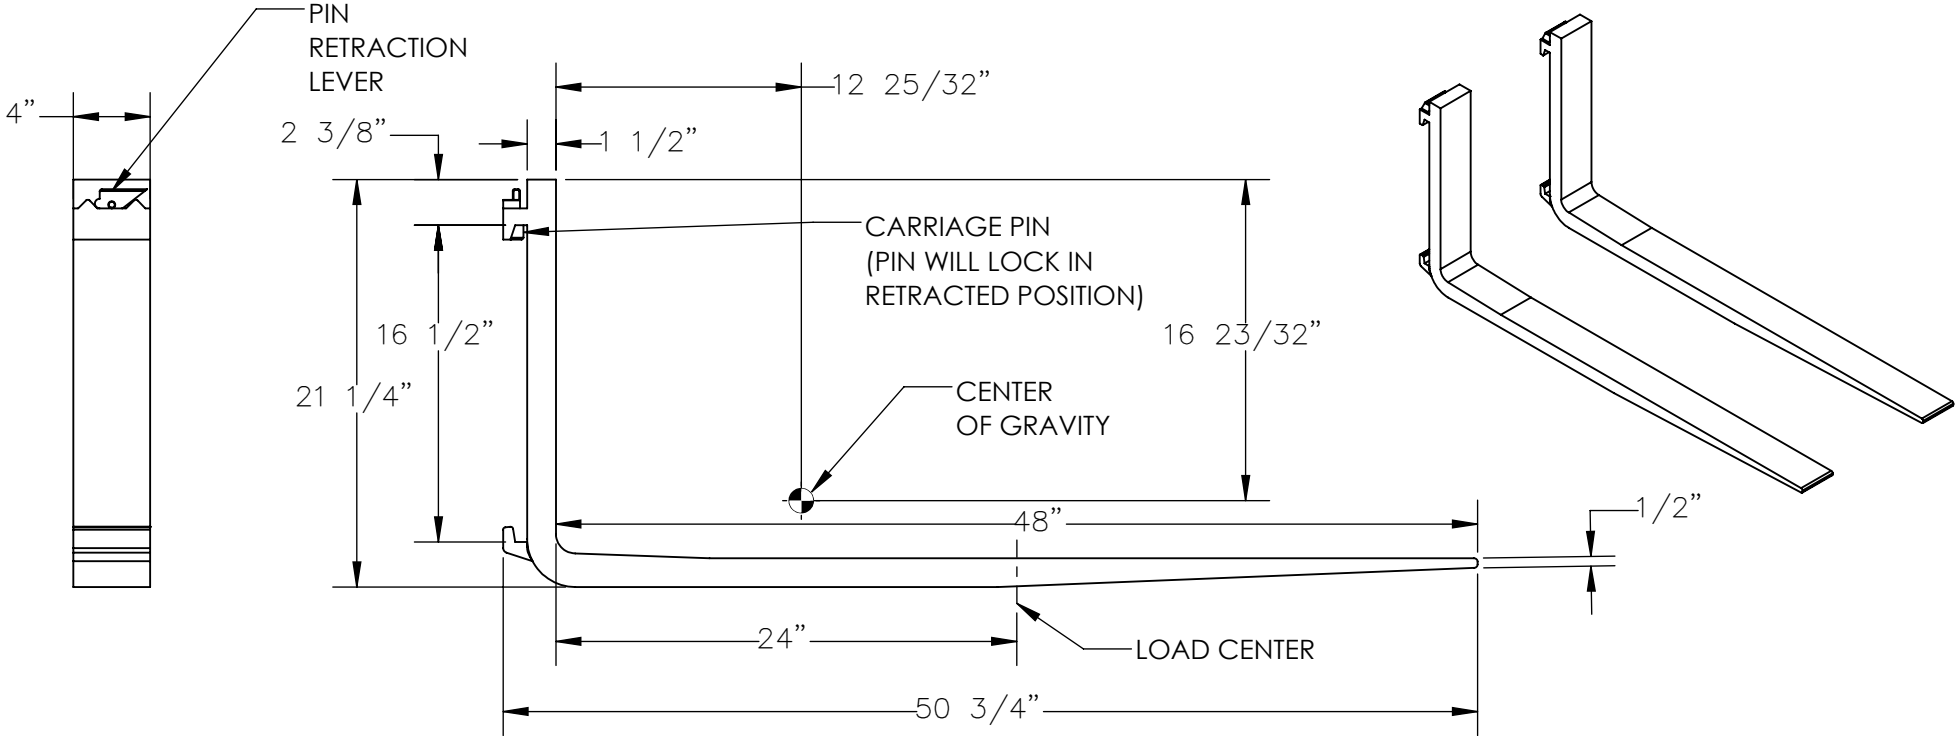 PIN
RETRACTION
LEVER
4”
12 25/32”
2 3/8”
1 1/2”
CARRIAGE PIN
(PIN WILL LOCK IN
RETRACTED POSITION)
16 1/2”
16 23/32”
21 1/4”
CENTER
OF GRAVITY
48”
1/2”
24”
LOAD CENTER
50 3/4”